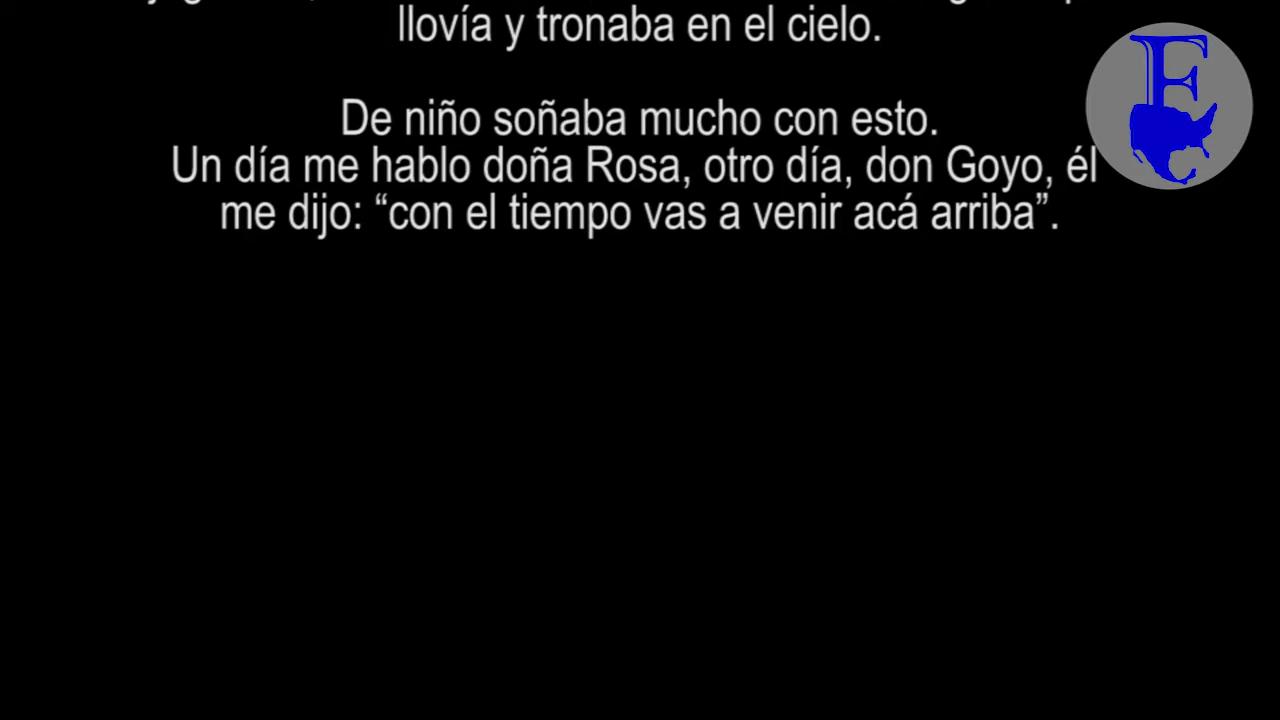 llovía y tronaba en el cielo.
De niño soñaba mucho con esto.
Un día me hablo doña Rosa, otro día, don Goyo, él
me dijo: “con el tiempo vas a venir acá arriba”.